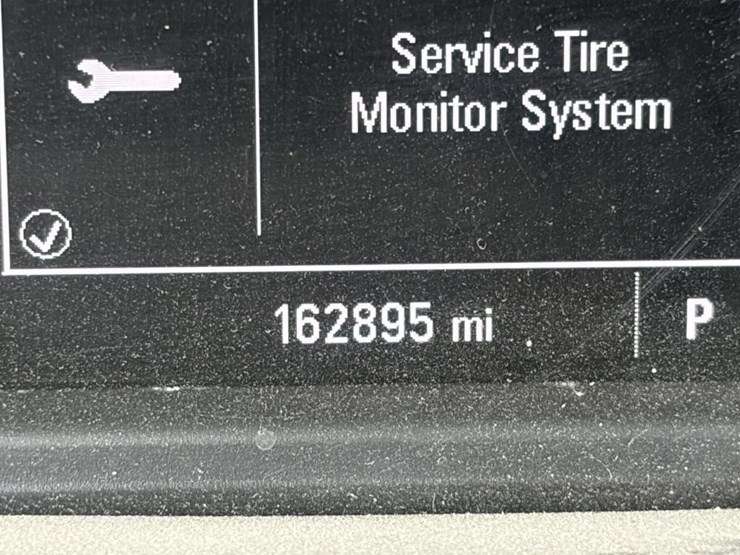 Service Tire
Monitor System
162895 mi
P